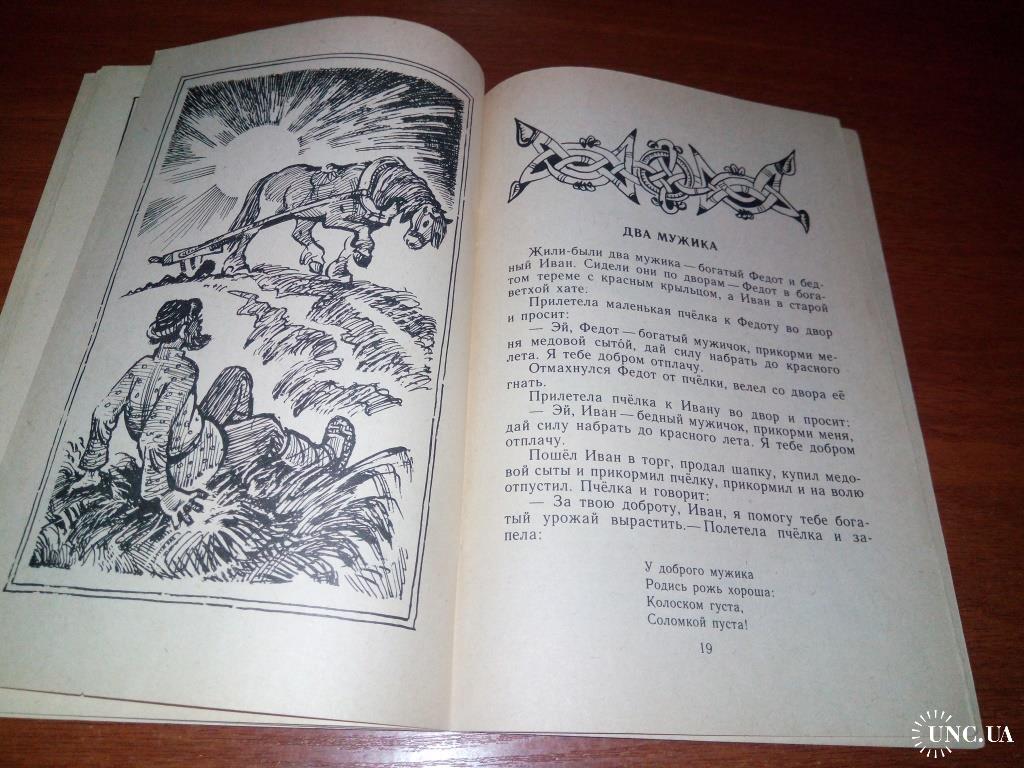 ДВА МУЖИКА
Жили-были два мужика — богатый Федот и бед-
ный Иван. Сидели они по дворам — Федот в бога-
том тереме с красным крыльцом, а Иван в старой
ветхой хате.
Прилетела маленькая пчёлка к Федоту во двор
и просит:
— Эй, Федот — богатый мужичок, прикорми ме-
ня медовой сыто́й, дай силу набрать до красного
лета. Я тебе добром отплачу.
Отмахнулся Федот от пчёлки, велел со двора её
гнать.
Прилетела пчёлка к Ивану во двор и просит:
— Эй, Иван — бедный мужичок, прикорми меня,
дай силу набрать до красного лета. Я тебе добром
отплачу.
Пошёл Иван в торг, продал шапку, купил медо-
вой сыты и прикормил пчёлку, прикормил и на волю
отпустил. Пчёлка и говорит:
— За твою доброту, Иван, я помогу тебе бога-
тый урожай вырастить.— Полетела пчёлка и за-
пела:
У доброго мужика
Родись рожь хороша:
Колоском густа,
Соломкой пуста!
19
UNC.UA